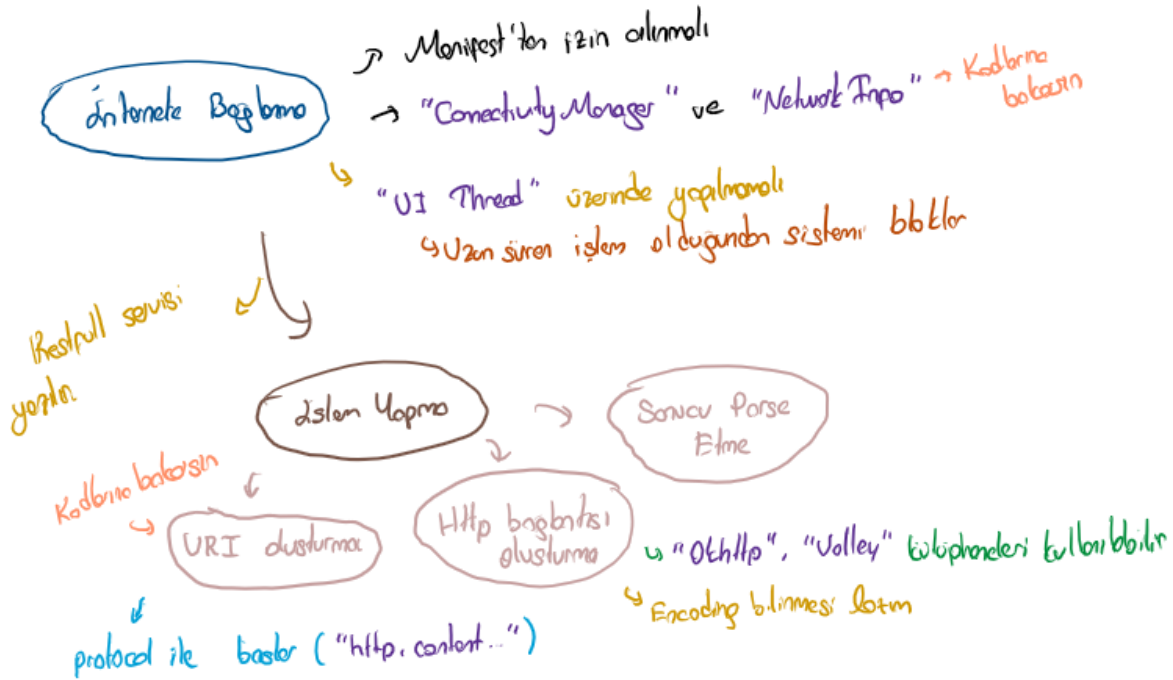 Manifest'ten izin alınmalı
İnternete Bağlanma
"Conectivity Manager" ve "Network Info"
Kodlarına
bakarsın
"UI Thread" üzerinde yapılmamalı
Uzun süren işlem olduğundan sistemi bloklar
Restfull servisi
yazılır
İşlem Yapma
Sonucu Parse
Etme
Kodlarına bakarsın
URI oluşturma
Http bağlantısı
oluşturma
"OkHttp", "Volley" kütüphaneleri kullanılabilir
Encoding bilinmesi lazım
protocol ile başlar ("http, content...")